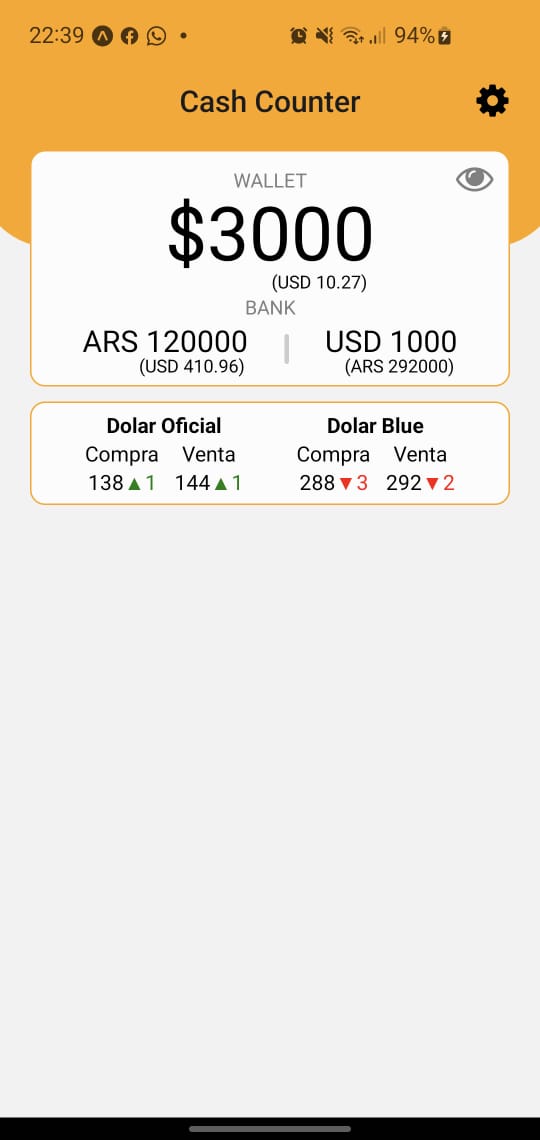 22:39 94%
Cash Counter
WALLET
$3000
(USD 10.27)
BANK
ARS 120000 | USD 1000
(USD 410.96) (ARS 292000)
Dolar Oficial Dolar Blue
Compra Venta Compra Venta
138▲1 144▲1 288▼3 292▼2